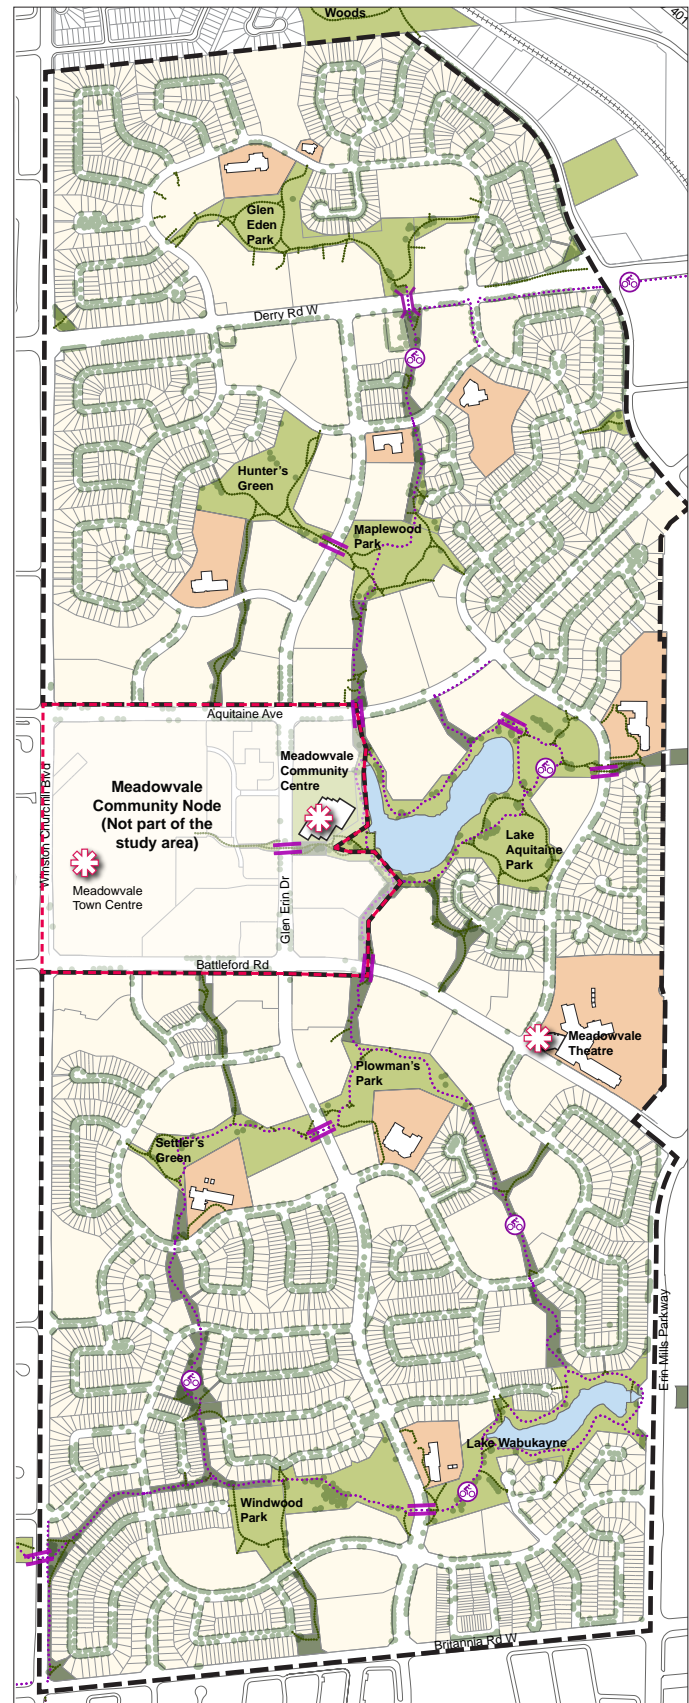 Woods
401
Glen
Eden
Park
Derry Rd W
Hunter's
Green
Maplewood
Park
Aquitaine Ave
Meadowvale
Community
Centre
Meadowvale
Community Node
(Not part of the
study area)
Winston Churchill Blvd
Lake
Aquitaine
Park
Meadowvale
Town Centre
Glen Erin Dr
Battleford Rd
Meadowvale
Theatre
Plowman's
Park
Settler's
Green
Erin Mills Parkway
Lake Wabukayne
Windwood
Park
Britannia Rd W